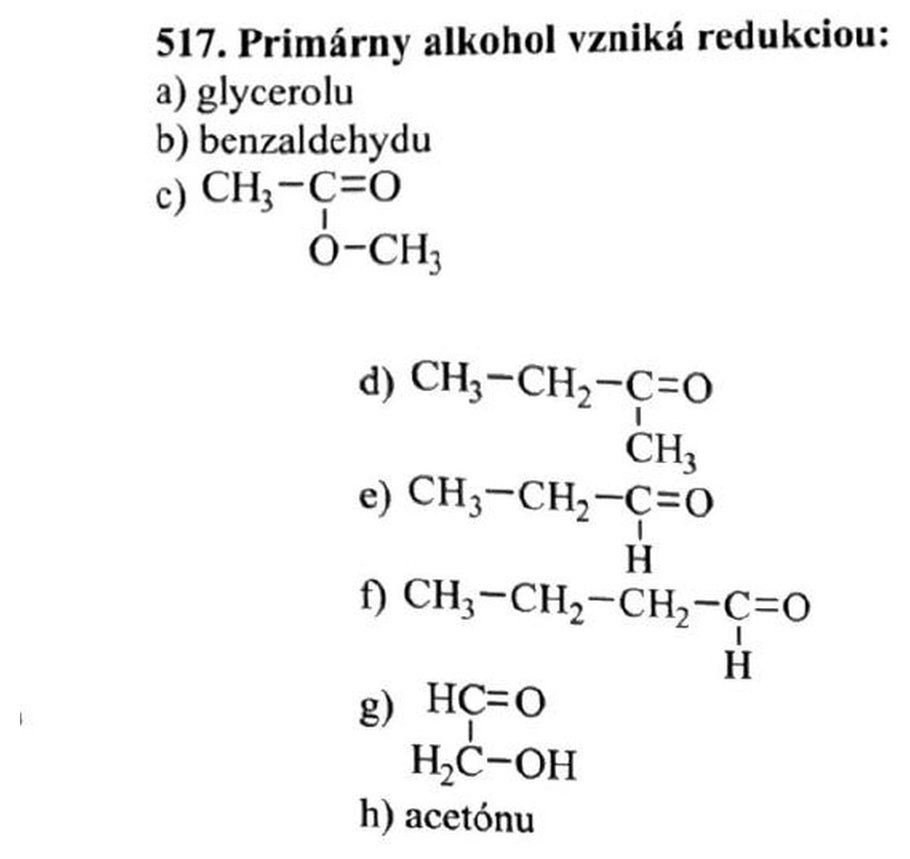 517. Primárny alkohol vzniká redukciou:
a) glycerolu
b) benzaldehydu
c) CH₃−C=O
O−CH₃
d) CH₃−CH₂−C=O
CH₃
e) CH₃−CH₂−C=O
H
f) CH₃−CH₂−CH₂−C=O
H
g) HC=O
H₂C−OH
h) acetónu